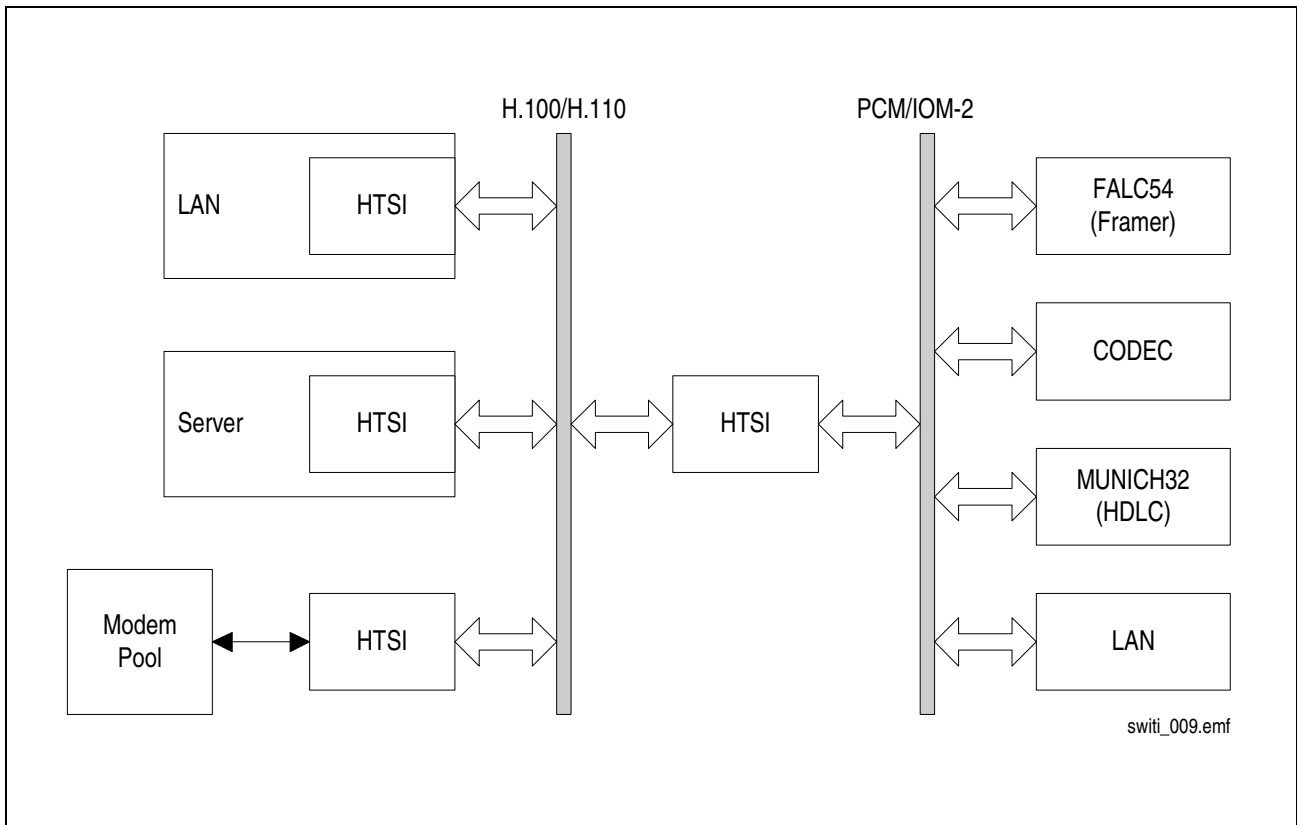 H.100/H.110
PCM/IOM-2
LAN
HTSI
FALC54
(Framer)
CODEC
Server
HTSI
HTSI
MUNICH32
(HDLC)
Modem
Pool
HTSI
LAN
switi_009.emf